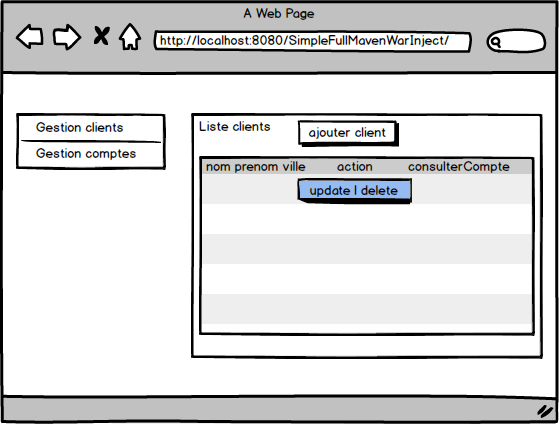 A Web Page
http://localhost:8080/SimpleFullMavenWarInject/
Gestion clients
Gestion comptes
Liste clients
ajouter client
nom prenom ville action consulterCompte
update | delete